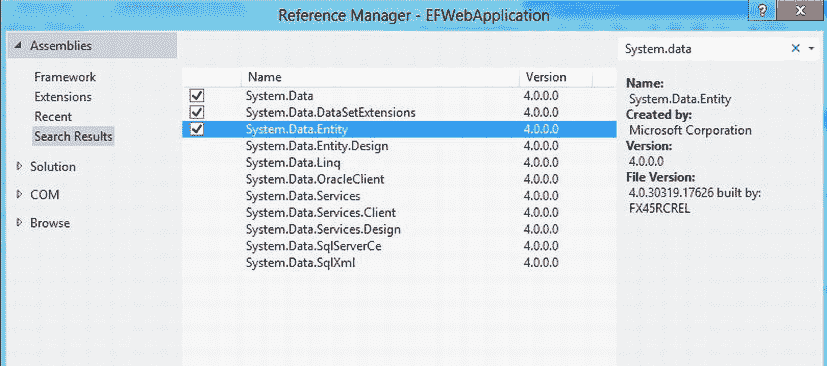 Reference Manager - EFWebApplication
? X
Assemblies
Framework
Extensions
Recent
Search Results
Solution
COM
Browse
Name Version
System.Data 4.0.0.0
System.Data.DataSetExtensions 4.0.0.0
System.Data.Entity 4.0.0.0
System.Data.Entity.Design 4.0.0.0
System.Data.Linq 4.0.0.0
System.Data.OracleClient 4.0.0.0
System.Data.Services 4.0.0.0
System.Data.Services.Client 4.0.0.0
System.Data.Services.Design 4.0.0.0
System.Data.SqlServerCe 4.0.0.0
System.Data.SqlXml 4.0.0.0
System.data
Name:
System.Data.Entity
Created by:
Microsoft Corporation
Version:
4.0.0.0
File Version:
4.0.30319.17626 built by:
FX45RCREL